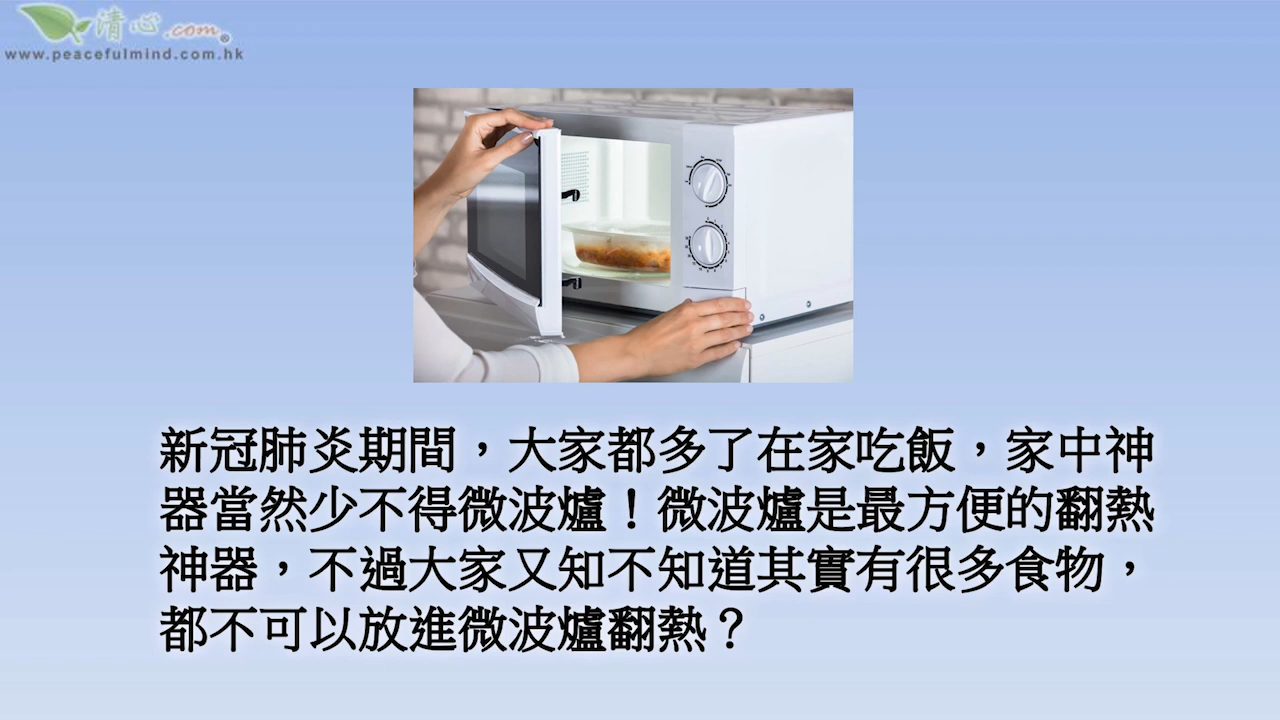 清心.com
www.peacefulmind.com.hk
新冠肺炎期間，大家都多了在家吃飯，家中神
器當然少不得微波爐！微波爐是最方便的翻熱
神器，不過大家又知不知道其實有很多食物，
都不可以放進微波爐翻熱？